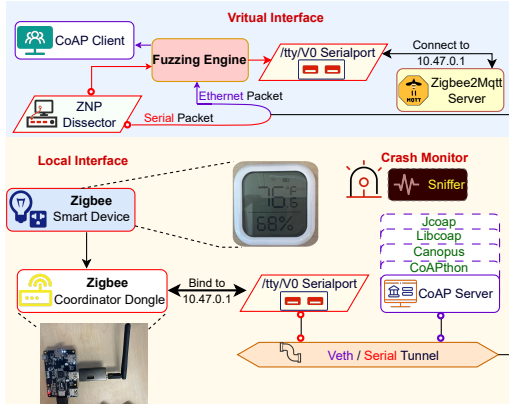 Vritual Interface
CoAP Client
Fuzzing Engine
/tty/V0 Serialport
Connect to
10.47.0.1
Zigbee2Mqtt
Server
MQTT
ZNP
Dissector
Ethernet Packet
Serial Packet
Local Interface
Crash Monitor
Sniffer
Zigbee
Smart Device
76.6°F
68%
Jcoap
Libcoap
Canopus
CoAPthon
CoAP Server
Zigbee
Coordinator Dongle
Bind to
10.47.0.1
/tty/V0 Serialport
Veth / Serial Tunnel